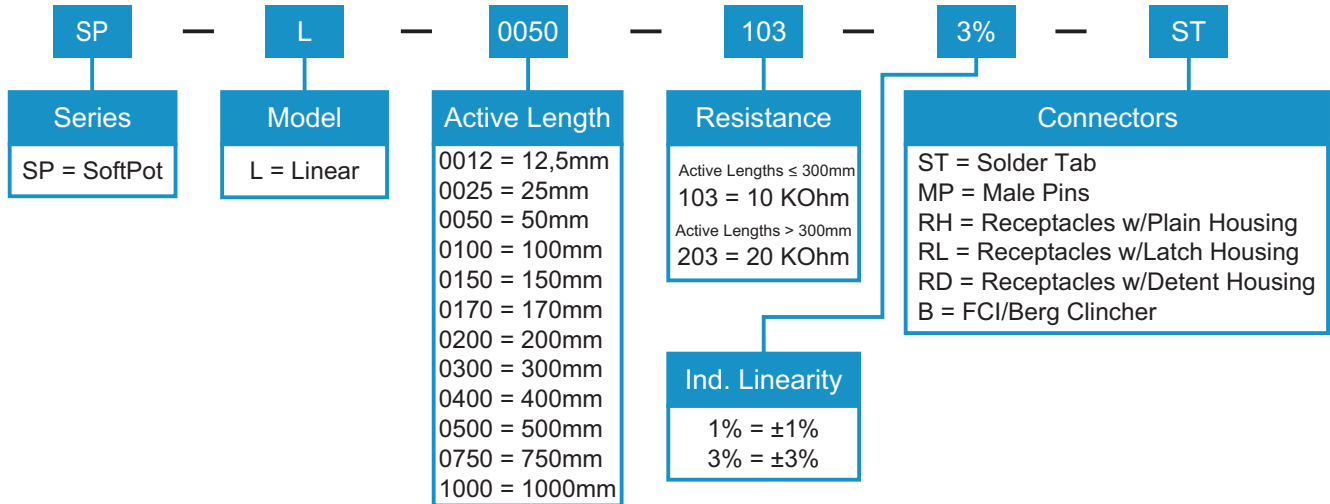 SP — L — 0050 — 103 — 3% — ST
Series
SP = SoftPot
Model
L = Linear
Active Length
0012 = 12,5mm
0025 = 25mm
0050 = 50mm
0100 = 100mm
0150 = 150mm
0170 = 170mm
0200 = 200mm
0300 = 300mm
0400 = 400mm
0500 = 500mm
0750 = 750mm
1000 = 1000mm
Resistance
Active Lengths ≤ 300mm
103 = 10 KOhm
Active Lengths > 300mm
203 = 20 KOhm
Ind. Linearity
1% = ±1%
3% = ±3%
Connectors
ST = Solder Tab
MP = Male Pins
RH = Receptacles w/Plain Housing
RL = Receptacles w/Latch Housing
RD = Receptacles w/Detent Housing
B = FCI/Berg Clincher